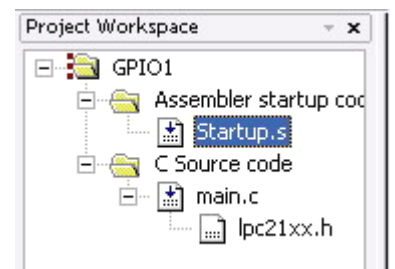 Project Workspace
GPIO1
Assembler startup cod
Startup.s
C Source code
main.c
lpc21xx.h